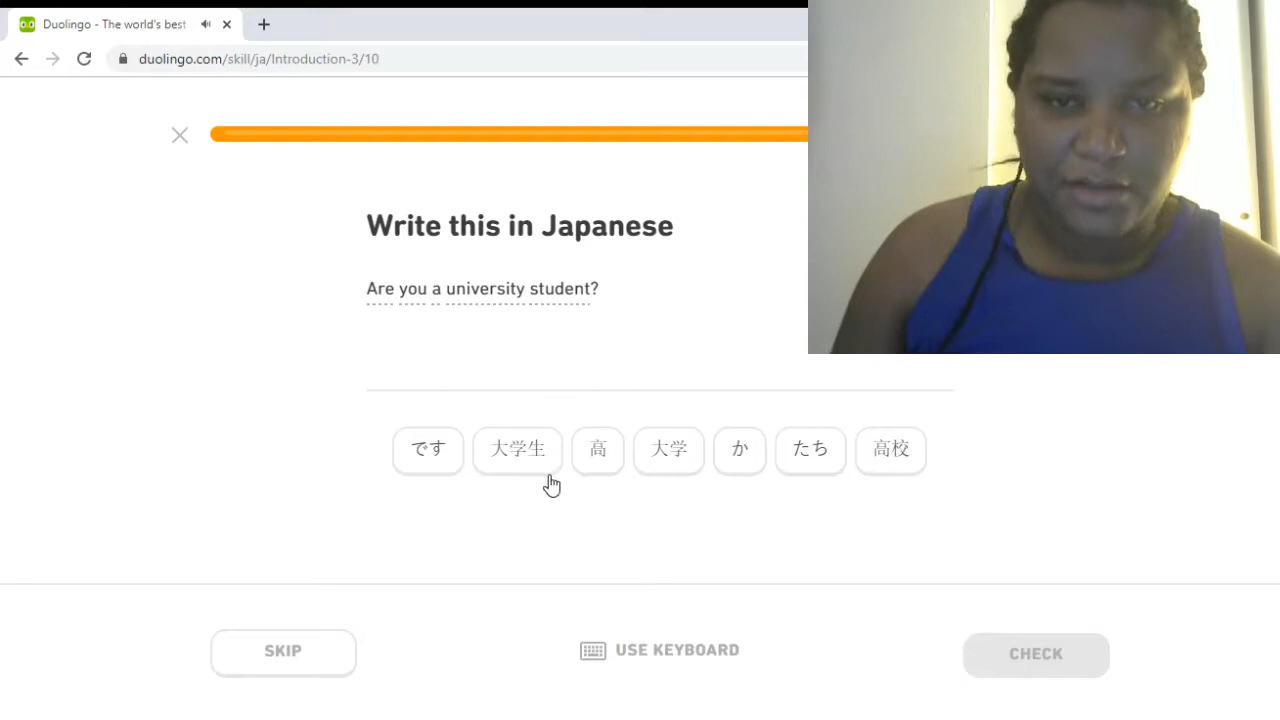 Duolingo - The world's best
duolingo.com/skill/ja/Introduction-3/10
Write this in Japanese
Are you a university student?
です 大学生 高 大学 か たち 高校
SKIP USE KEYBOARD CHECK